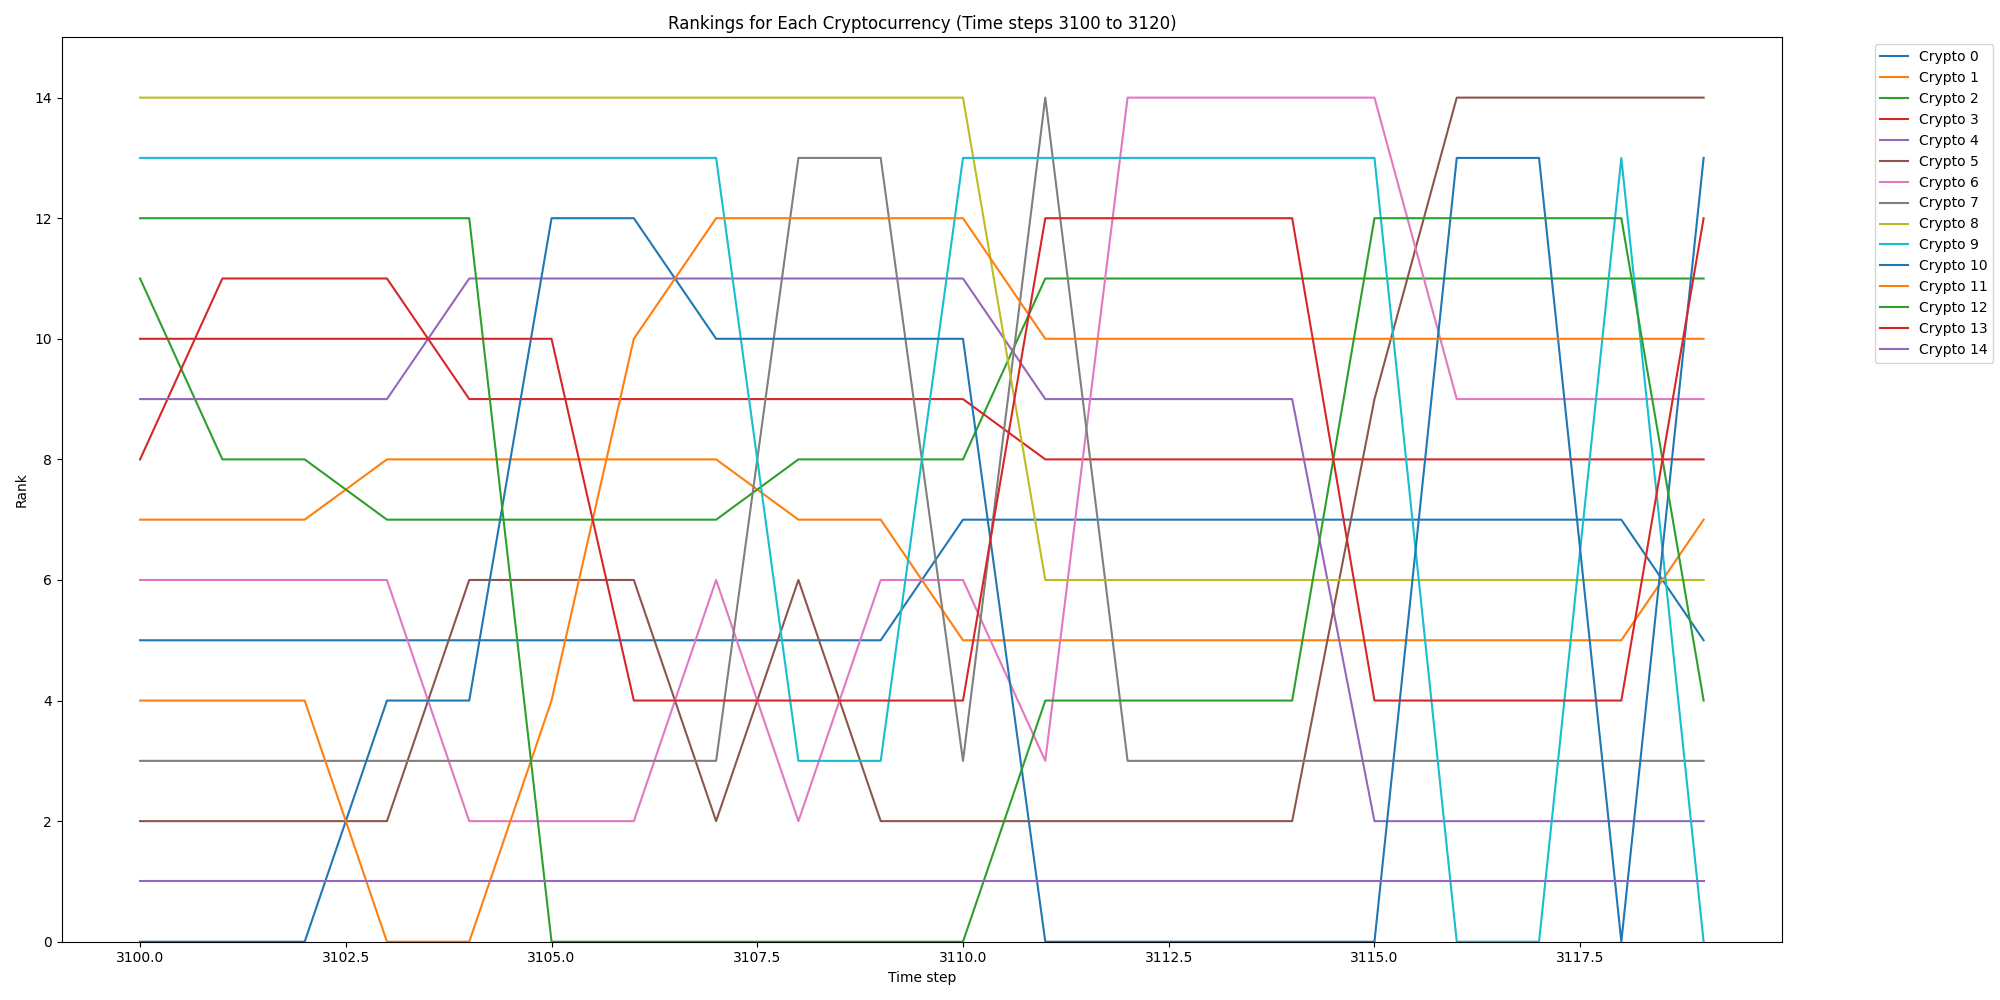 Rankings for Each Cryptocurrency (Time steps 3100 to 3120)
Rank
14
12
10
8
6
4
2
0
3100.0
3102.5
3105.0
3107.5
3110.0
3112.5
3115.0
3117.5
Time step
Crypto 0
Crypto 1
Crypto 2
Crypto 3
Crypto 4
Crypto 5
Crypto 6
Crypto 7
Crypto 8
Crypto 9
Crypto 10
Crypto 11
Crypto 12
Crypto 13
Crypto 14